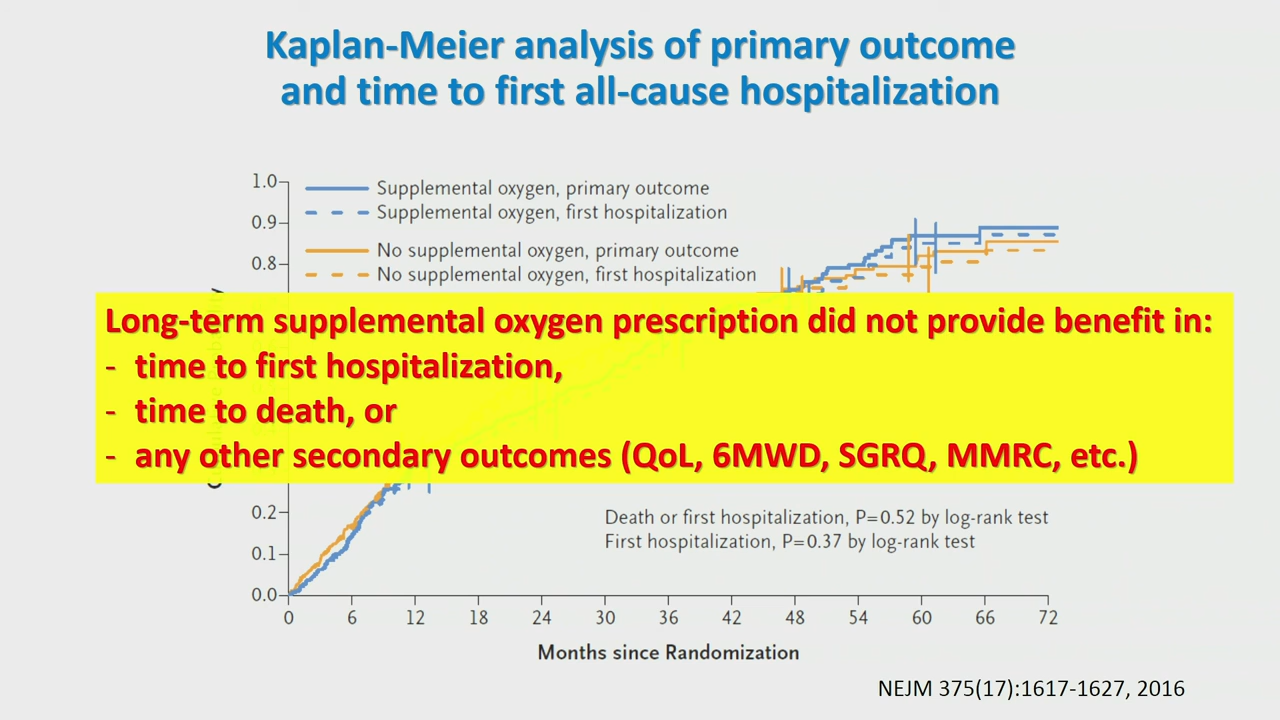 Kaplan-Meier analysis of primary outcome
and time to first all-cause hospitalization
1.0
0.9
0.8
0.2
0.1
0.0
Supplemental oxygen, primary outcome
Supplemental oxygen, first hospitalization
No supplemental oxygen, primary outcome
No supplemental oxygen, first hospitalization
Long-term supplemental oxygen prescription did not provide benefit in:
- time to first hospitalization,
- time to death, or
- any other secondary outcomes (QoL, 6MWD, SGRQ, MMRC, etc.)
Death or first hospitalization, P=0.52 by log-rank test
First hospitalization, P=0.37 by log-rank test
0 6 12 18 24 30 36 42 48 54 60 66 72
Months since Randomization
NEJM 375(17):1617-1627, 2016